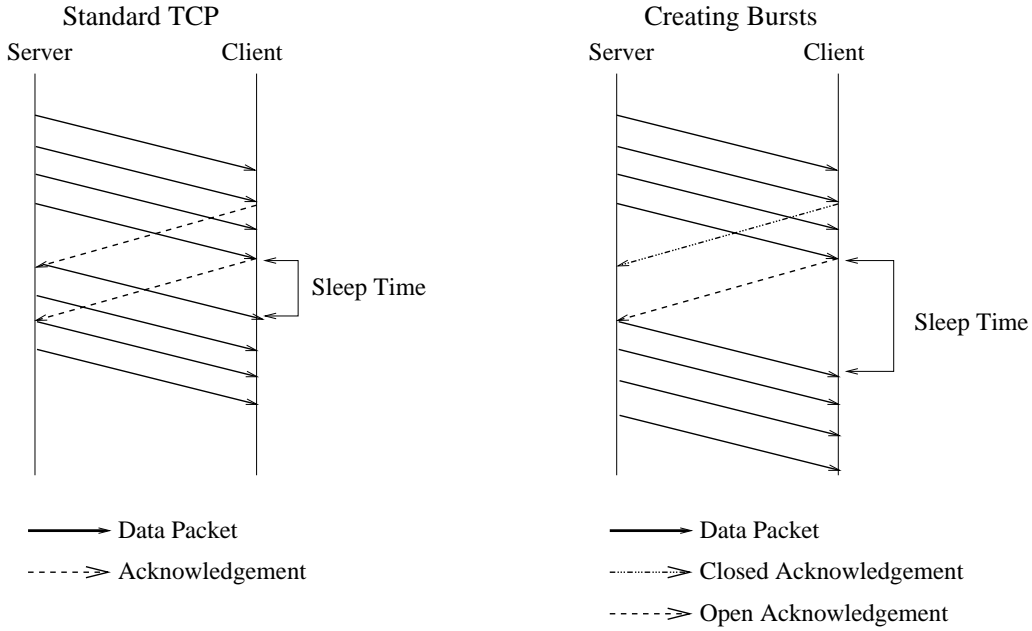 Standard TCP
Server Client
Sleep Time
Data Packet
Acknowledgement
Creating Bursts
Server Client
Sleep Time
Data Packet
Closed Acknowledgement
Open Acknowledgement